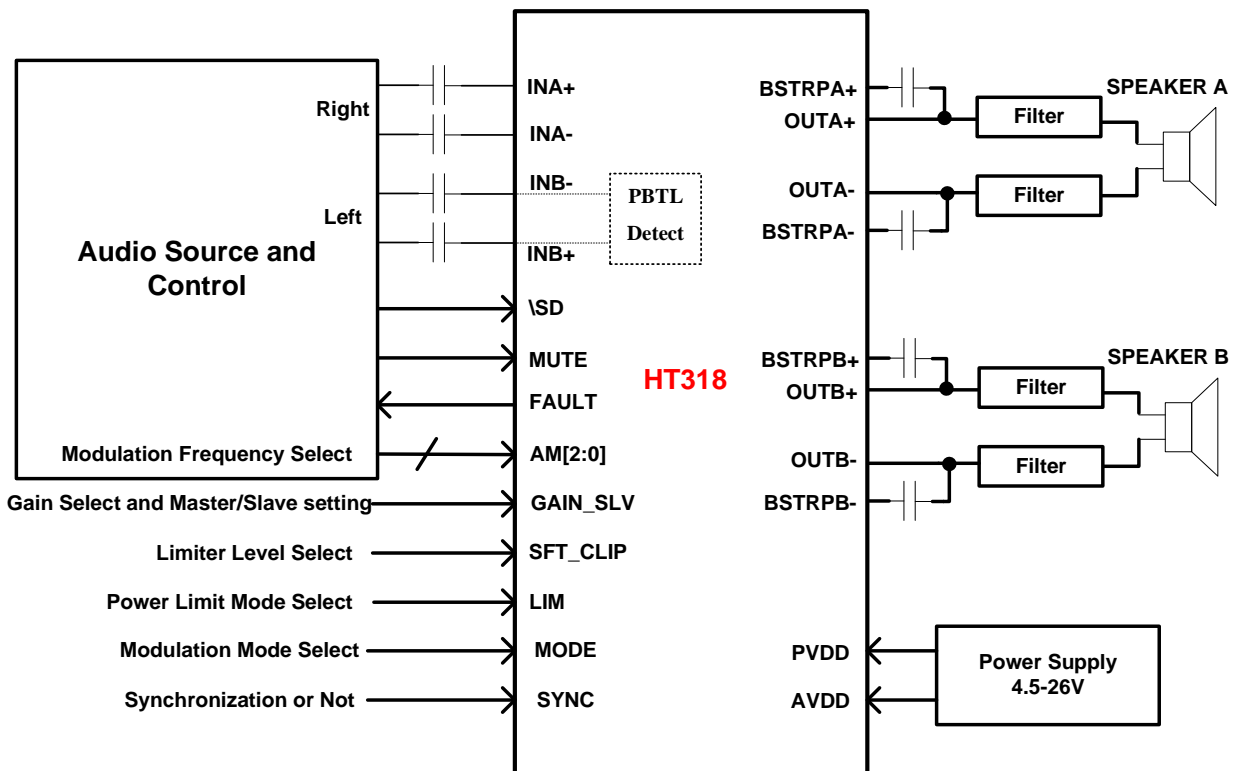 Right
Left
Audio Source and
Control
Modulation Frequency Select
Gain Select and Master/Slave setting
Limiter Level Select
Power Limit Mode Select
Modulation Mode Select
Synchronization or Not
INA+
INA-
INB-
INB+
PBTL
Detect
\SD
MUTE
FAULT
AM[2:0]
GAIN_SLV
SFT_CLIP
LIM
MODE
SYNC
HT318
BSTRPA+
OUTA+
OUTA-
BSTRPA-
BSTRPB+
OUTB+
OUTB-
BSTRPB-
PVDD
AVDD
SPEAKER A
Filter
Filter
SPEAKER B
Filter
Filter
Power Supply
4.5-26V